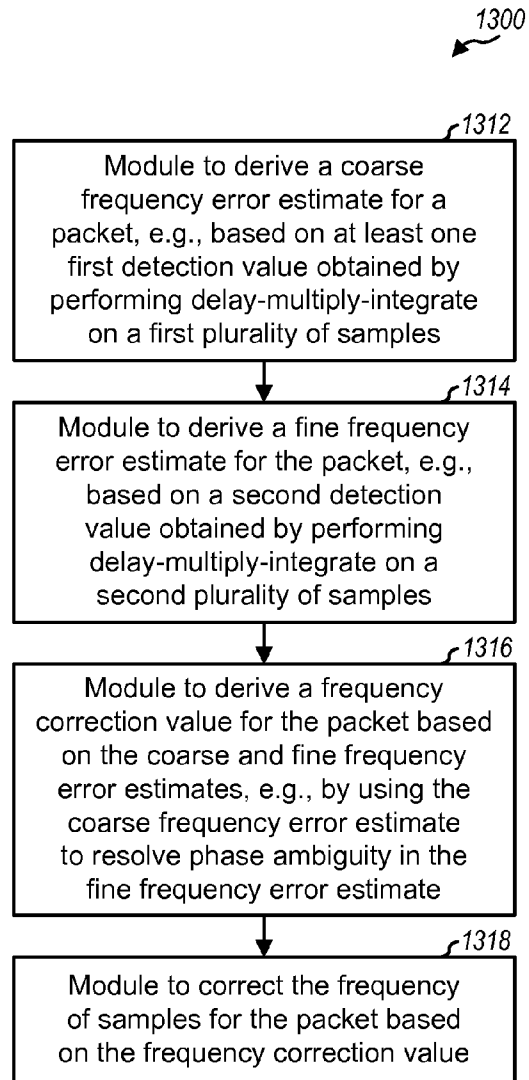 1300
1312
Module to derive a coarse
frequency error estimate for a
packet, e.g., based on at least one
first detection value obtained by
performing delay-multiply-integrate
on a first plurality of samples
1314
Module to derive a fine frequency
error estimate for the packet, e.g.,
based on a second detection
value obtained by performing
delay-multiply-integrate on a
second plurality of samples
1316
Module to derive a frequency
correction value for the packet based
on the coarse and fine frequency
error estimates, e.g., by using the
coarse frequency error estimate
to resolve phase ambiguity in the
fine frequency error estimate
1318
Module to correct the frequency
of samples for the packet based
on the frequency correction value